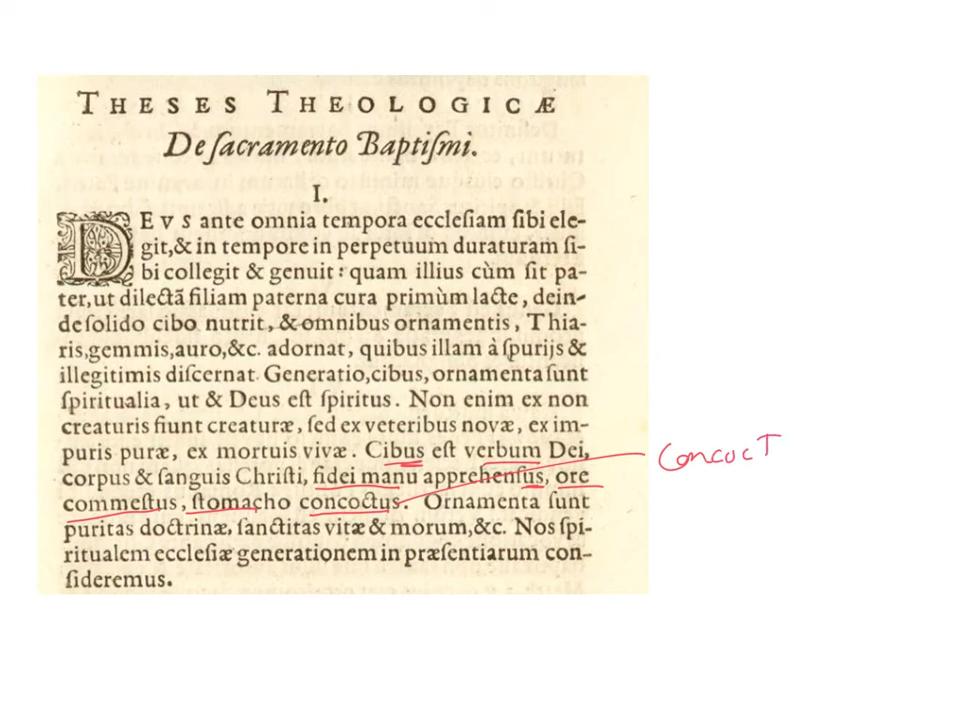 THESES THEOLOGICÆ
De ſacramento Baptiſmi.
I.
DEVS ante omnia tempora eccleſiam ſibi ele-
git,& in tempore in perpetuum duraturam ſi-
bi collegit & genuit: quam illius cùm ſit pa-
ter,ut dilectã filiam paterna cura primùm lacte, dein-
de ſolido cibo nutrit, & omnibus ornamentis, Thia-
ris,gemmis,auro,&c. adornat, quibus illam à ſpurijs &
illegitimis diſcernat. Generatio,cibus,ornamenta ſunt
ſpiritualia, ut & Deus eſt ſpiritus. Non enim ex non
creaturis fiunt creaturæ, ſed ex veteribus novæ, ex im-
puris puræ, ex mortuis vivæ. Cibus eſt verbum Dei,
corpus & ſanguis Chriſti, fidei manu apprehenſus, ore
commeſtus, ſtomacho concoctus. Ornamenta ſunt
puritas doctrinæ, ſanctitas vitæ & morum,&c. Nos ſpi-
ritualem eccleſiæ generationem in præſentiarum con-
ſideremus.
CONCOCT